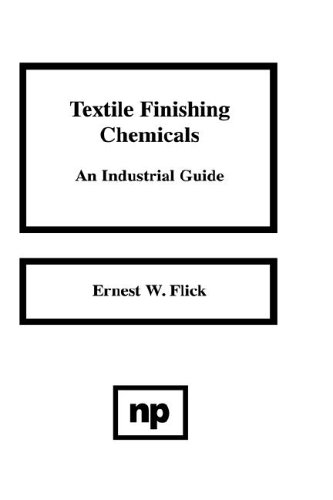 Textile Finishing
Chemicals
An Industrial Guide
Ernest W. Flick
np